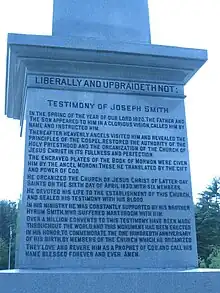 LIBERALLY AND UPBRAIDETH NOT;
TESTIMONY OF JOSEPH SMITH
IN THE SPRING OF THE YEAR OF OUR LORD 1820, THE FATHER AND
THE SON APPEARED TO HIM IN A GLORIOUS VISION, CALLED HIM BY
NAME AND INSTRUCTED HIM.
THEREAFTER HEAVENLY ANGELS VISITED HIM AND REVEALED THE
PRINCIPLES OF THE GOSPEL, RESTORED THE AUTHORITY OF THE
HOLY PRIESTHOOD AND THE ORGANIZATION OF THE CHURCH OF
JESUS CHRIST IN ITS FULLNESS AND PERFECTION.
THE ENGRAVED PLATES OF THE BOOK OF MORMON WERE GIVEN
HIM BY THE ANGEL MORONI. THESE HE TRANSLATED BY THE GIFT
AND POWER OF GOD.
HE ORGANIZED THE CHURCH OF JESUS CHRIST OF LATTER-DAY
SAINTS ON THE SIXTH DAY OF APRIL 1830, WITH SIX MEMBERS.
HE DEVOTED HIS LIFE TO THE ESTABLISHMENT OF THIS CHURCH,
AND SEALED HIS TESTIMONY WITH HIS BLOOD.
IN HIS MINISTRY HE WAS CONSTANTLY SUPPORTED BY HIS BROTHER
HYRUM SMITH, WHO SUFFERED MARTYRDOM WITH HIM.
OVER A MILLION CONVERTS TO THIS TESTIMONY HAVE BEEN MADE
THROUGHOUT THE WORLD AND THIS MONUMENT HAS BEEN ERECTED
IN HIS HONOR, TO COMMEMORATE THE ONE HUNDREDTH ANNIVERSARY
OF HIS BIRTH, BY MEMBERS OF THE CHURCH WHICH HE ORGANIZED.
THEY LOVE AND REVERE HIM AS A PROPHET OF GOD, AND CALL HIS
NAME BLESSED FOREVER AND EVER. AMEN.